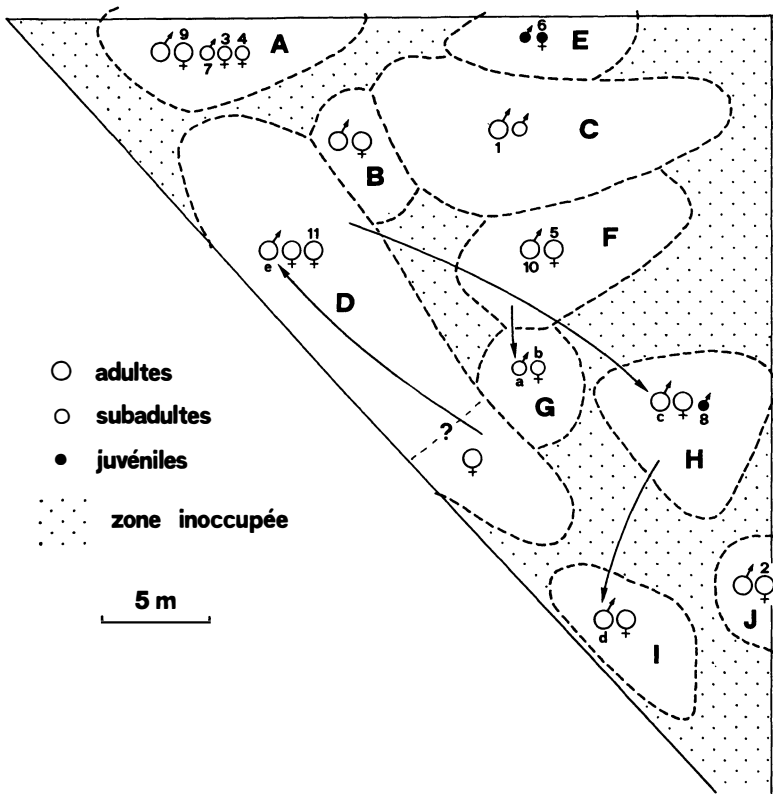 9 3 4 7 A
6 E
1 C
B
11 e D
5 10 F
a b G
c 8 H
?
adultes
subadultes
juvéniles
zone inoccupée
5 m
d I
2 J